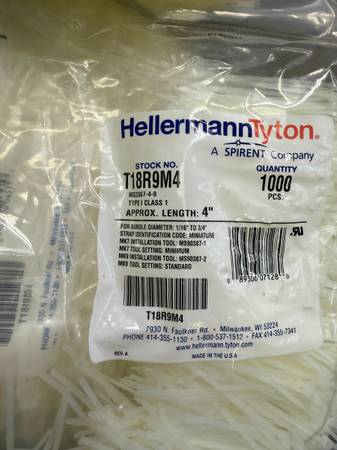 HellermannTyton®
A SPIRENT Company
STOCK NO.
T18R9M4
MS3367-4-9
TYPE I CLASS 1
APPROX. LENGTH: 4"
QUANTITY
1000
PCS.
FOR BUNDLE DIAMETER: 1/16" TO 3/4"
STRAP IDENTIFICATION CODE: MINIATURE
MK7 INSTALLATION TOOL: MS90387-1
MK7 TOOL SETTING: MINIMUM
MK9 INSTALLATION TOOL: MS90387-2
MK9 TOOL SETTING: STANDARD
T18R9M4
7930 N. Faulkner Rd. • Milwaukee, WI 53224
PHONE 414-355-1130 • 1-800-537-1512 • FAX 414-355-7341
www.hellermann.tyton.com
REV. A
MADE IN THE U.S.A
T18R9M4